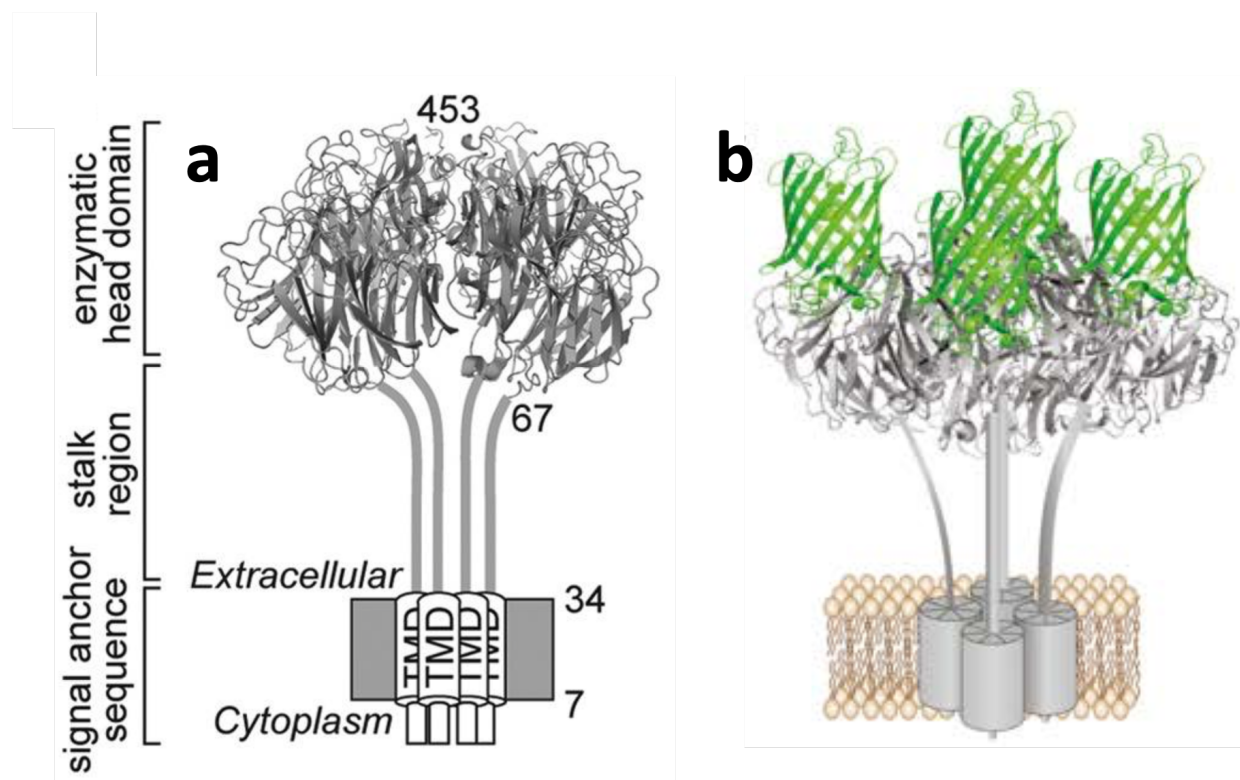 a
b
453
enzymatic
head domain
67
stalk
region
Extracellular
34
TMD
TMD
TMD
TMD
7
Cytoplasm
signal anchor
sequence